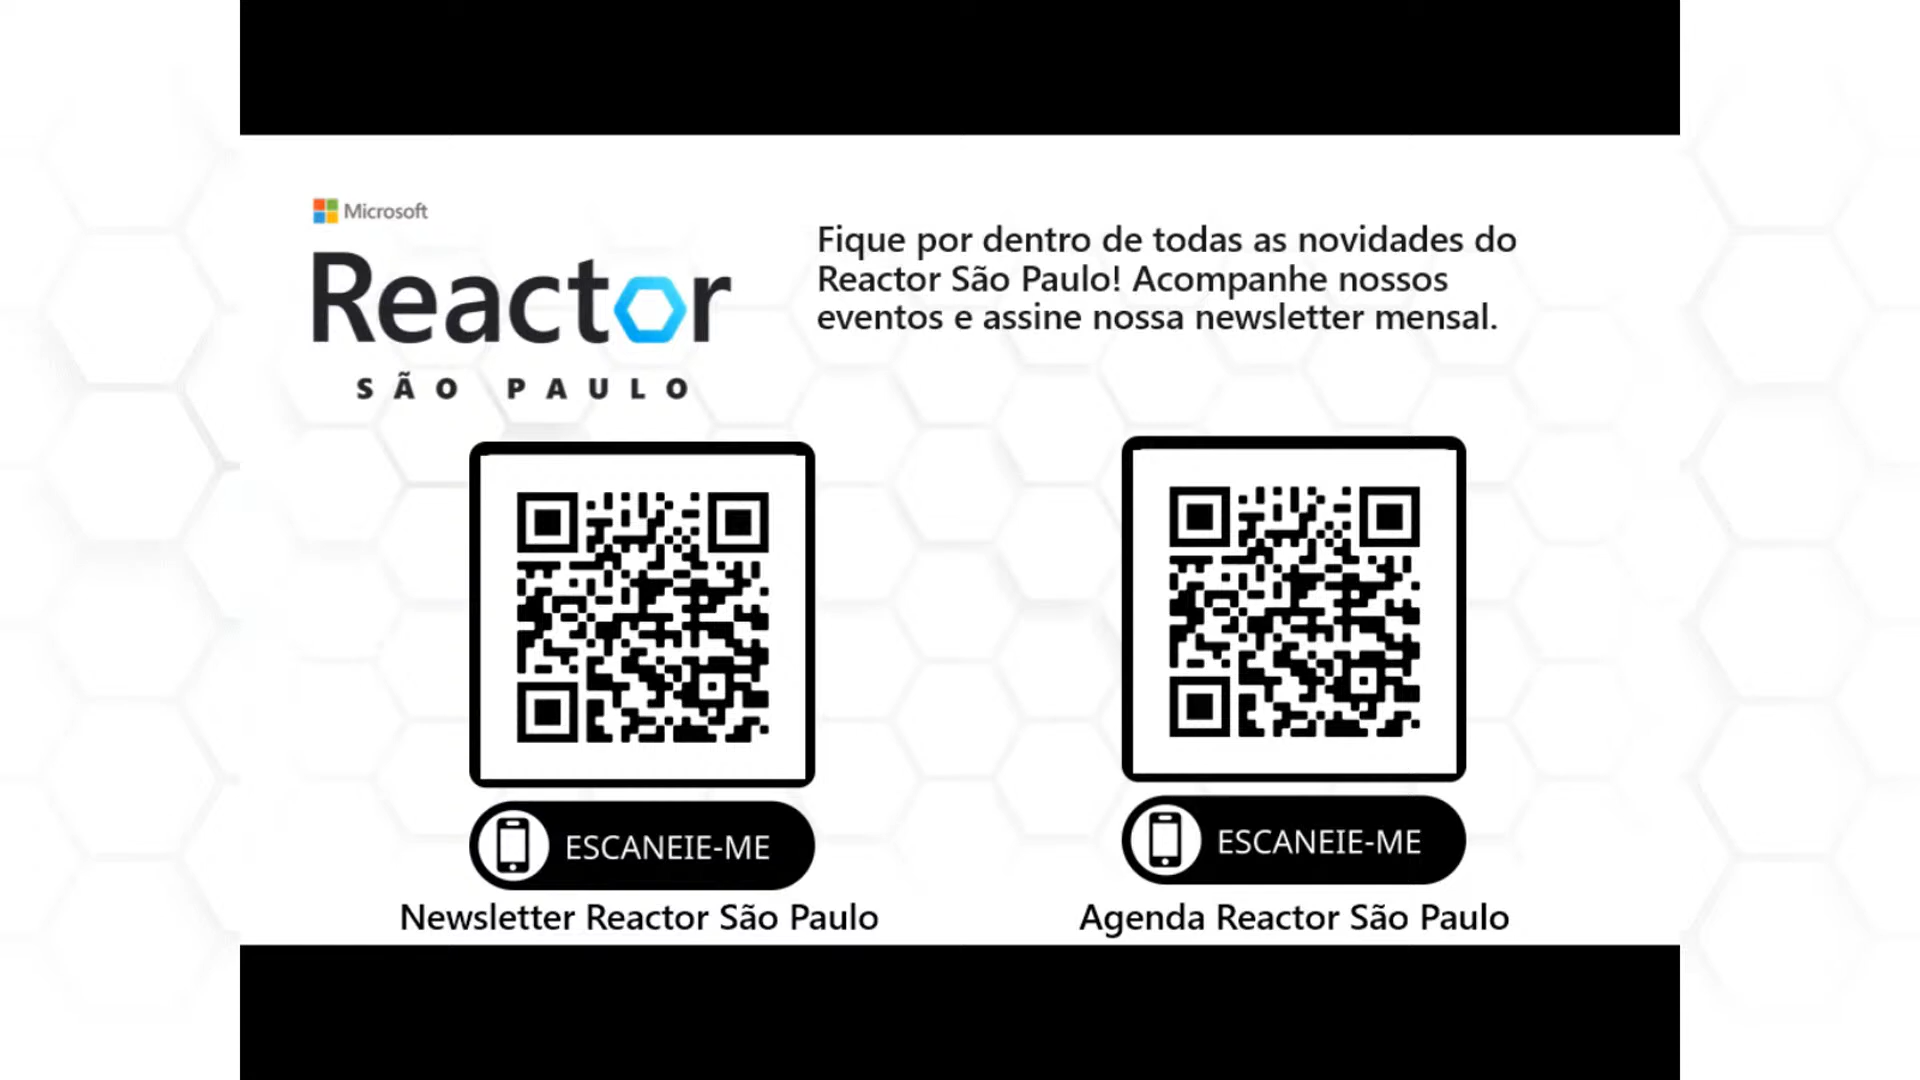 Microsoft
Reactor
SÃO PAULO
Fique por dentro de todas as novidades do
Reactor São Paulo! Acompanhe nossos
eventos e assine nossa newsletter mensal.
ESCANEIE-ME
ESCANEIE-ME
Newsletter Reactor São Paulo
Agenda Reactor São Paulo